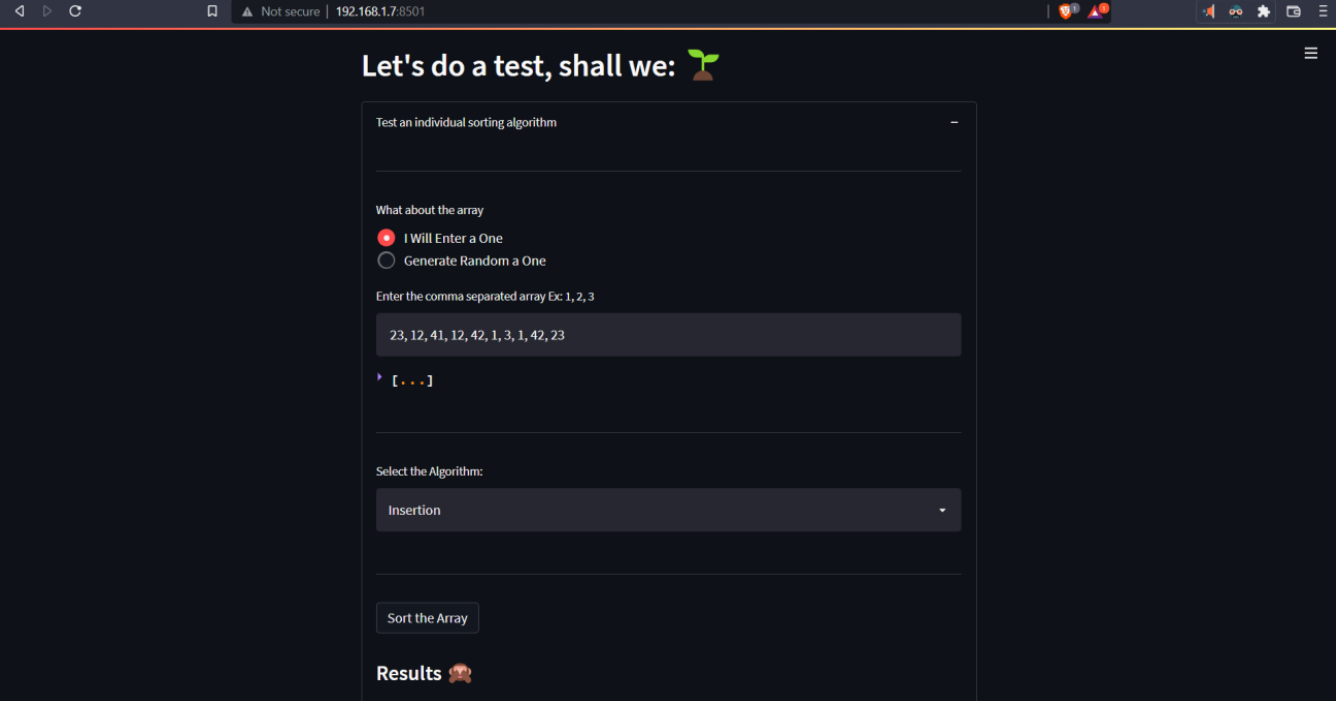 Not secure | 192.168.1.7:8501
Let's do a test, shall we:
Test an individual sorting algorithm
What about the array
I Will Enter a One
Generate Random a One
Enter the comma separated array Ex: 1, 2, 3
23, 12, 41, 12, 42, 1, 3, 1, 42, 23
[...]
Select the Algorithm:
Insertion
Sort the Array
Results